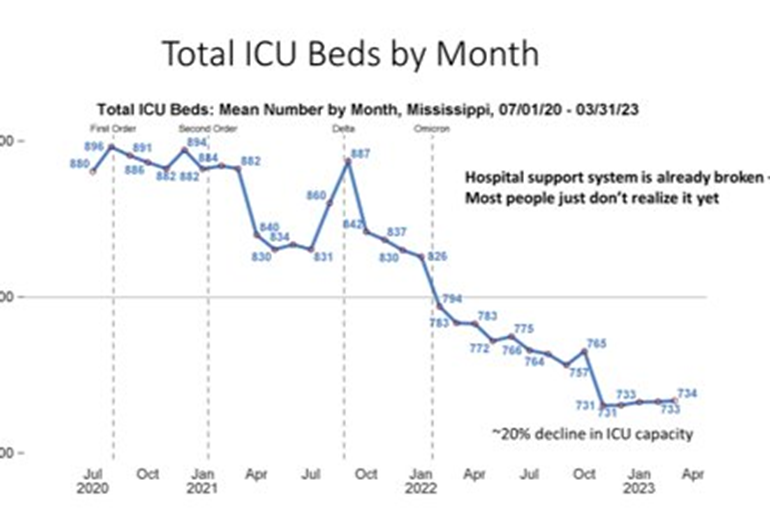 Total ICU Beds by Month
Total ICU Beds: Mean Number by Month, Mississippi, 07/01/20 - 03/31/23
First Order Second Order Delta Omicron
00
896 891 894 887
880 886 882 882 884 882
Hospital support system is already broken -
Most people just don't realize it yet
860
840 834 842 837
830 831 830 826
00
794
783 783 775
772 766 764 765
757
731 731 733 733 734
~20% decline in ICU capacity
00
Jul Oct Jan Apr Jul Oct Jan Apr Jul Oct Jan Apr
2020 2021 2022 2023